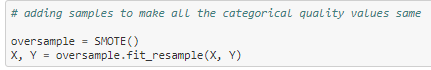 # adding samples to make all the categorical quality values same
oversample = SMOTE()
X, Y = oversample.fit_resample(X, Y)